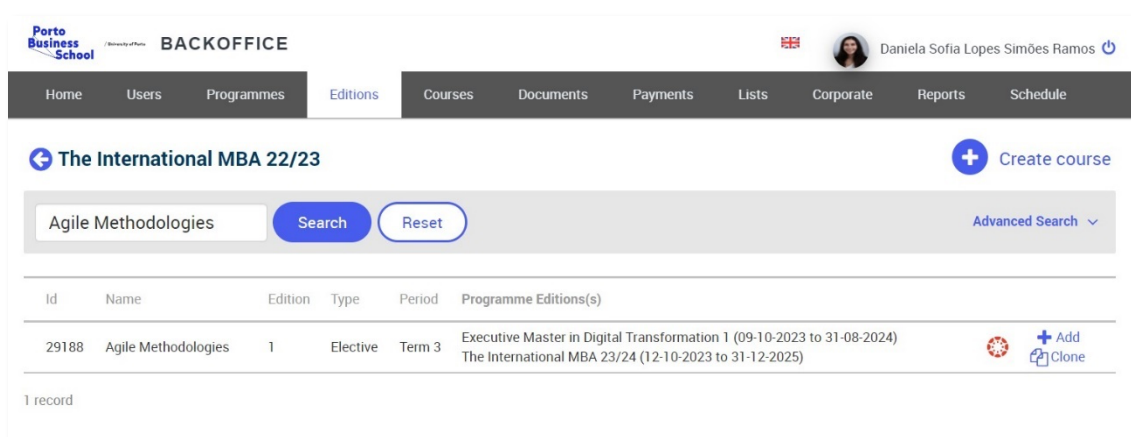 Porto
Business
School
BACKOFFICE
Daniela Sofia Lopes Simões Ramos
Home Users Programmes Editions Courses Documents Payments Lists Corporate Reports Schedule
The International MBA 22/23
Create course
Agile Methodologies Search Reset Advanced Search
Id Name Edition Type Period Programme Editions(s)
29188 Agile Methodologies 1 Elective Term 3 Executive Master in Digital Transformation 1 (09-10-2023 to 31-08-2024) Add
The International MBA 23/24 (12-10-2023 to 31-12-2025) Clone
1 record